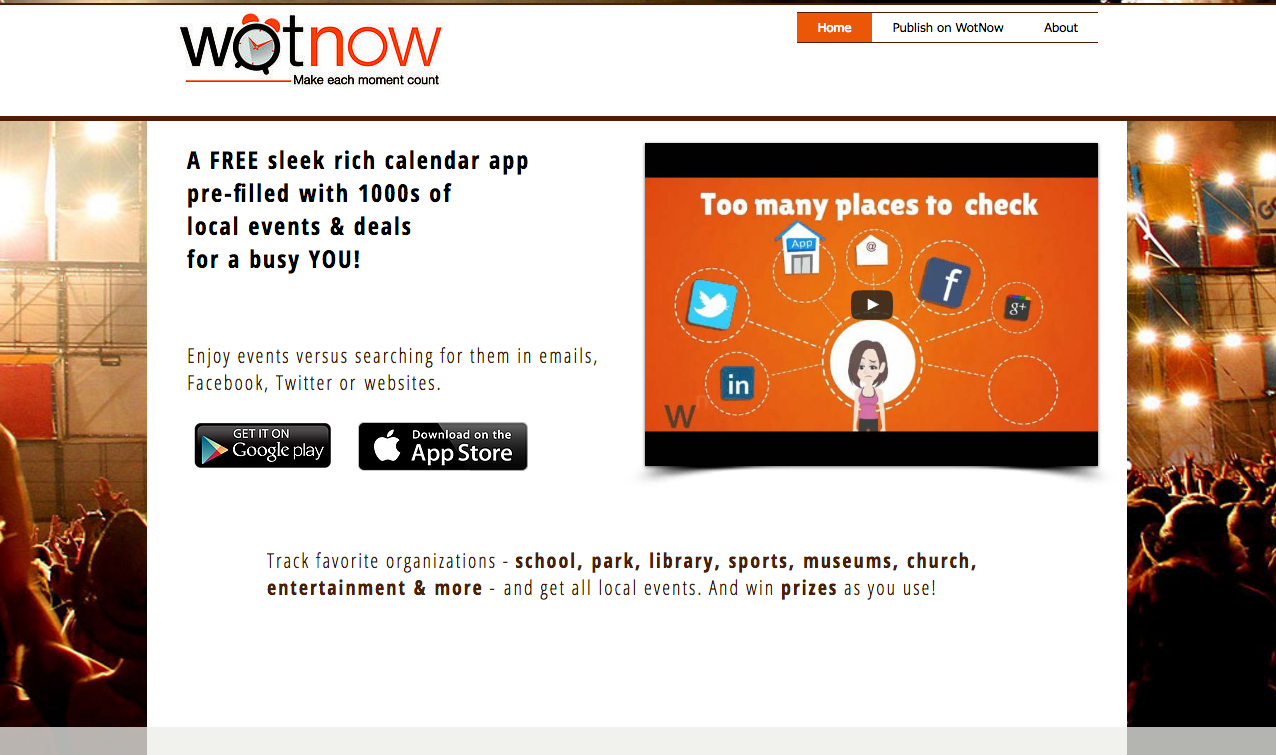 wotnow
Make each moment count
Home
Publish on WotNow
About
A FREE sleek rich calendar app
pre-filled with 1000s of
local events & deals
for a busy YOU!
Too many places to check
App
@
f
g+
in
W
Enjoy events versus searching for them in emails,
Facebook, Twitter or websites.
GET IT ON
Google play
Download on the
App Store
Track favorite organizations - school, park, library, sports, museums, church,
entertainment & more - and get all local events. And win prizes as you use!